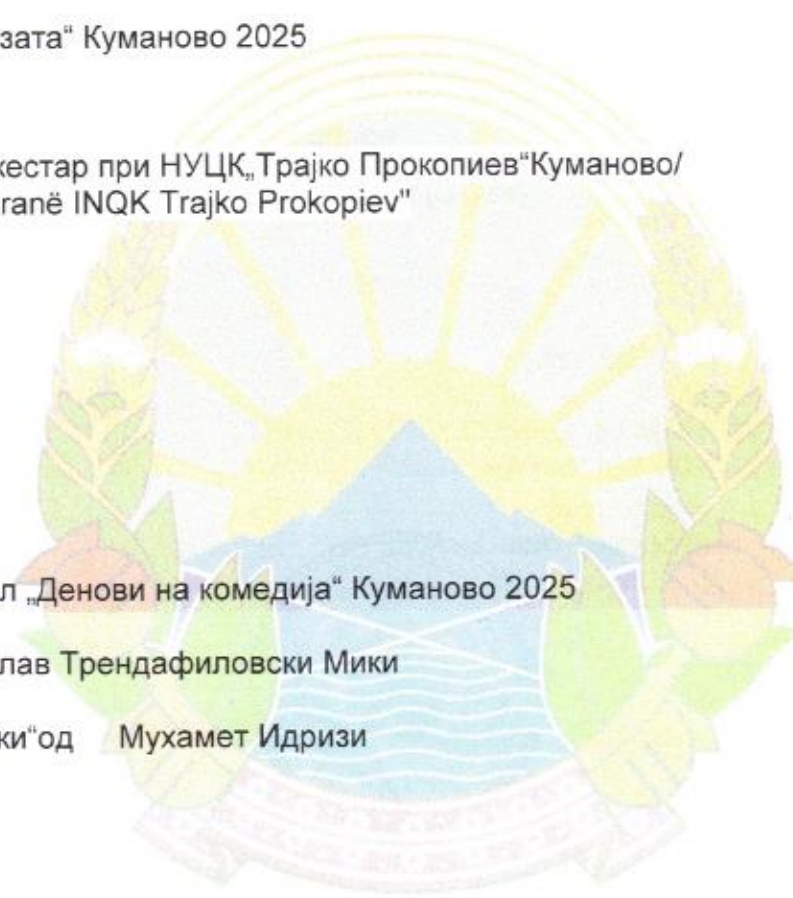 зата“ Куманово 2025
кестар при НУЦК„Трајко Прокопиев“Куманово/
ranë INQK Trajko Prokopiev"
л „Денови на комедија“ Куманово 2025
лав Трендафиловски Мики
ки“од Мухамет Идризи